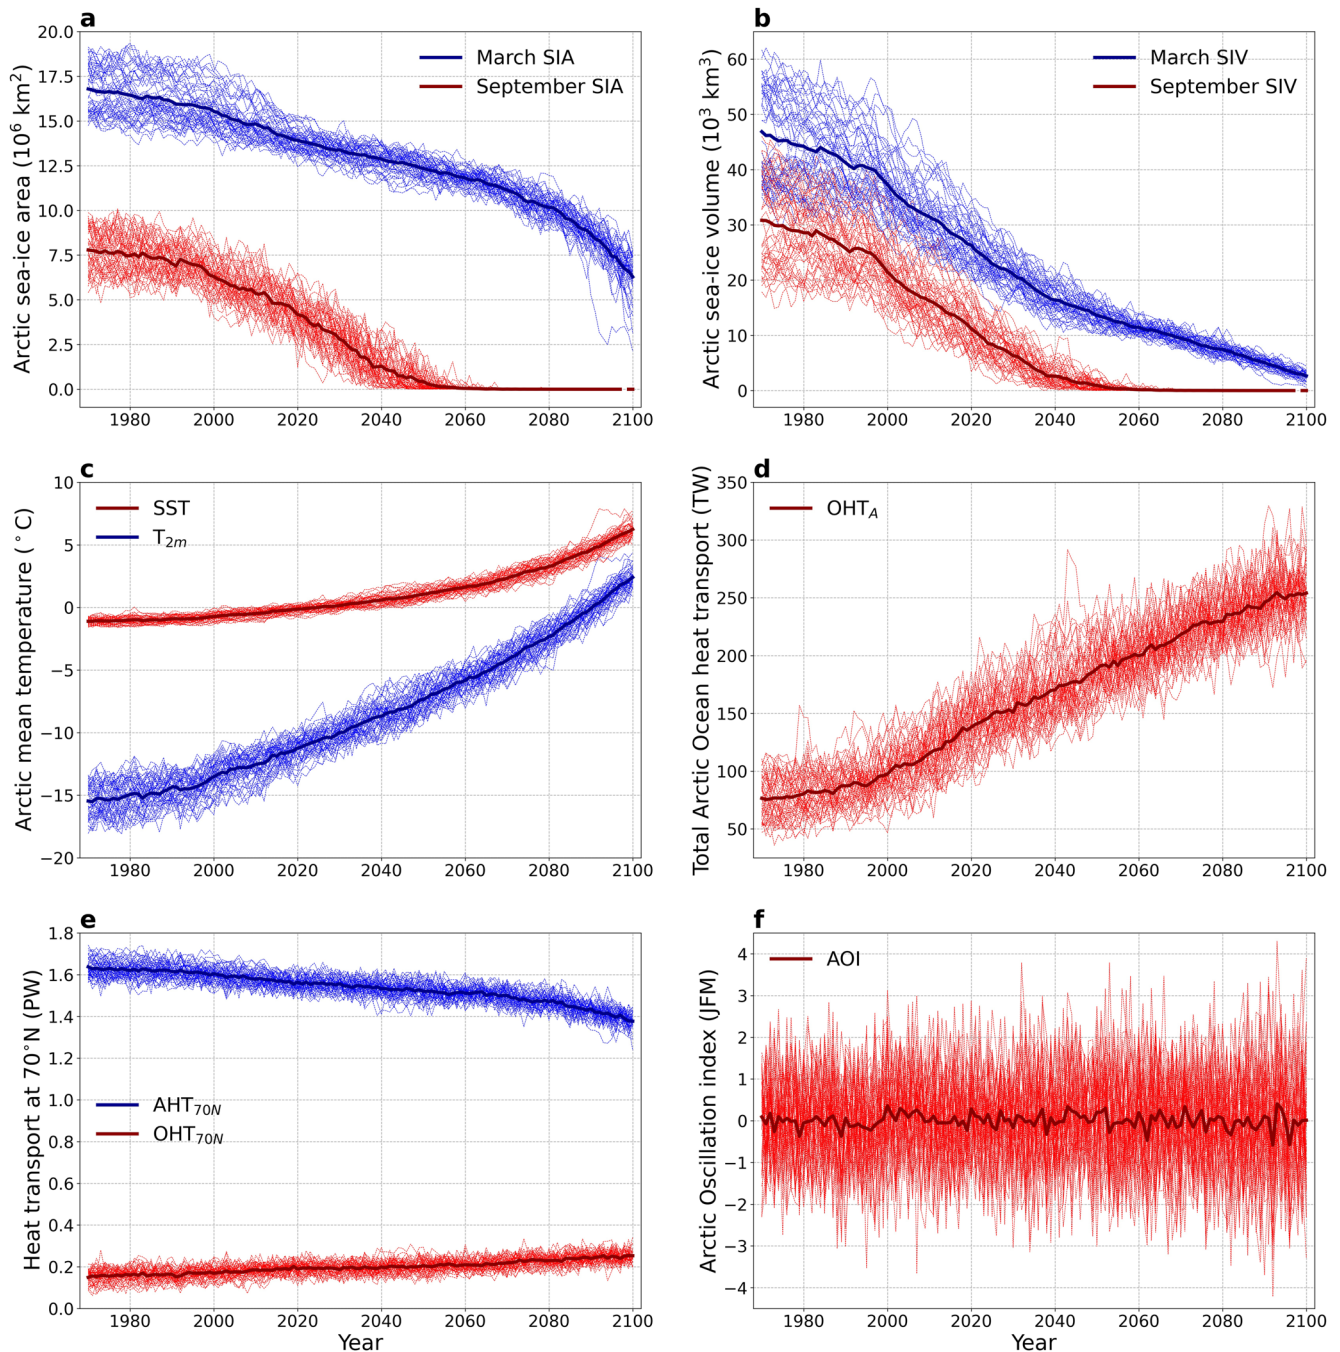 a
Arctic sea-ice area (10⁶ km²)
20.0
17.5
15.0
12.5
10.0
7.5
5.0
2.5
0.0
March SIA
September SIA
1980 2000 2020 2040 2060 2080 2100
b
Arctic sea-ice volume (10³ km³)
60
50
40
30
20
10
0
March SIV
September SIV
1980 2000 2020 2040 2060 2080 2100
c
Arctic mean temperature (°C)
10
5
0
−5
−10
−15
−20
SST
T₂ₘ
1980 2000 2020 2040 2060 2080 2100
d
Total Arctic Ocean heat transport (TW)
350
300
250
200
150
100
50
OHT_A
1980 2000 2020 2040 2060 2080 2100
e
Heat transport at 70°N (PW)
1.8
1.6
1.4
1.2
1.0
0.8
0.6
0.4
0.2
0.0
AHT_70N
OHT_70N
1980 2000 2020 2040 2060 2080 2100
Year
f
Arctic Oscillation index (JFM)
4
3
2
1
0
−1
−2
−3
−4
AOI
1980 2000 2020 2040 2060 2080 2100
Year